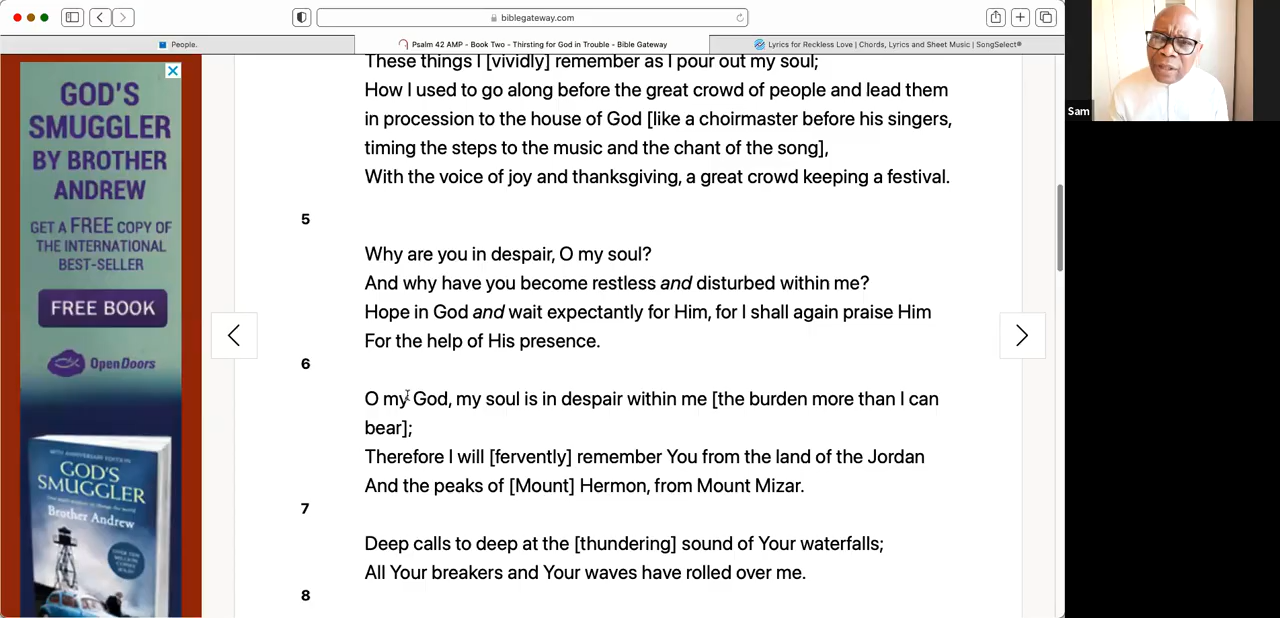 biblegateway.com
People.
Psalm 42 AMP - Book Two - Thirsting for God in Trouble - Bible Gateway
Lyrics for Reckless Love | Chords, Lyrics and Sheet Music | SongSelect®
GOD'S
SMUGGLER
BY BROTHER
ANDREW
GET A FREE COPY OF
THE INTERNATIONAL
BEST-SELLER
FREE BOOK
OpenDoors
GOD'S
SMUGGLER
Brother Andrew
These things I [vividly] remember as I pour out my soul;
How I used to go along before the great crowd of people and lead them
in procession to the house of God [like a choirmaster before his singers,
timing the steps to the music and the chant of the song],
With the voice of joy and thanksgiving, a great crowd keeping a festival.
5
Why are you in despair, O my soul?
And why have you become restless and disturbed within me?
Hope in God and wait expectantly for Him, for I shall again praise Him
For the help of His presence.
6
O my God, my soul is in despair within me [the burden more than I can
bear];
Therefore I will [fervently] remember You from the land of the Jordan
And the peaks of [Mount] Hermon, from Mount Mizar.
7
Deep calls to deep at the [thundering] sound of Your waterfalls;
All Your breakers and Your waves have rolled over me.
8
Sam